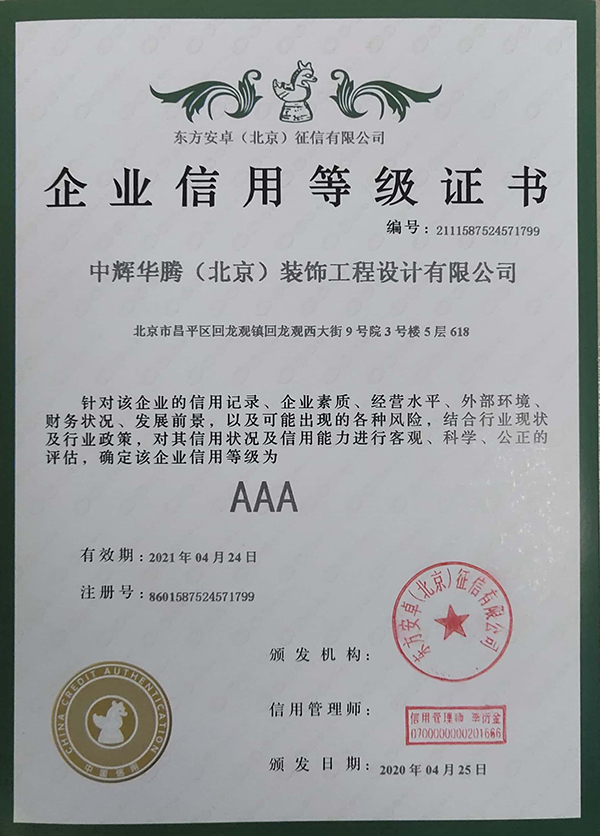 东方安卓（北京）征信有限公司
企业信用等级证书
编号：2111587524571799
中辉华腾（北京）装饰工程设计有限公司
北京市昌平区回龙观镇回龙观西大街9号院3号楼5层618
针对该企业的信用记录、企业素质、经营水平、外部环境、
财务状况、发展前景，以及可能出现的各种风险，结合行业现状
及行业政策，对其信用状况及信用能力进行客观、科学、公正的
评估，确定该企业信用等级为
AAA
有效期：2021年04月24日
注册号：8601587524571799
颁发机构：
东方安卓(北京)征信有限公司
信用管理师：
信用管理师
0700000000201666
颁发日期：2020年04月25日
CHINA CREDIT AUTHENTICATION
中国信用